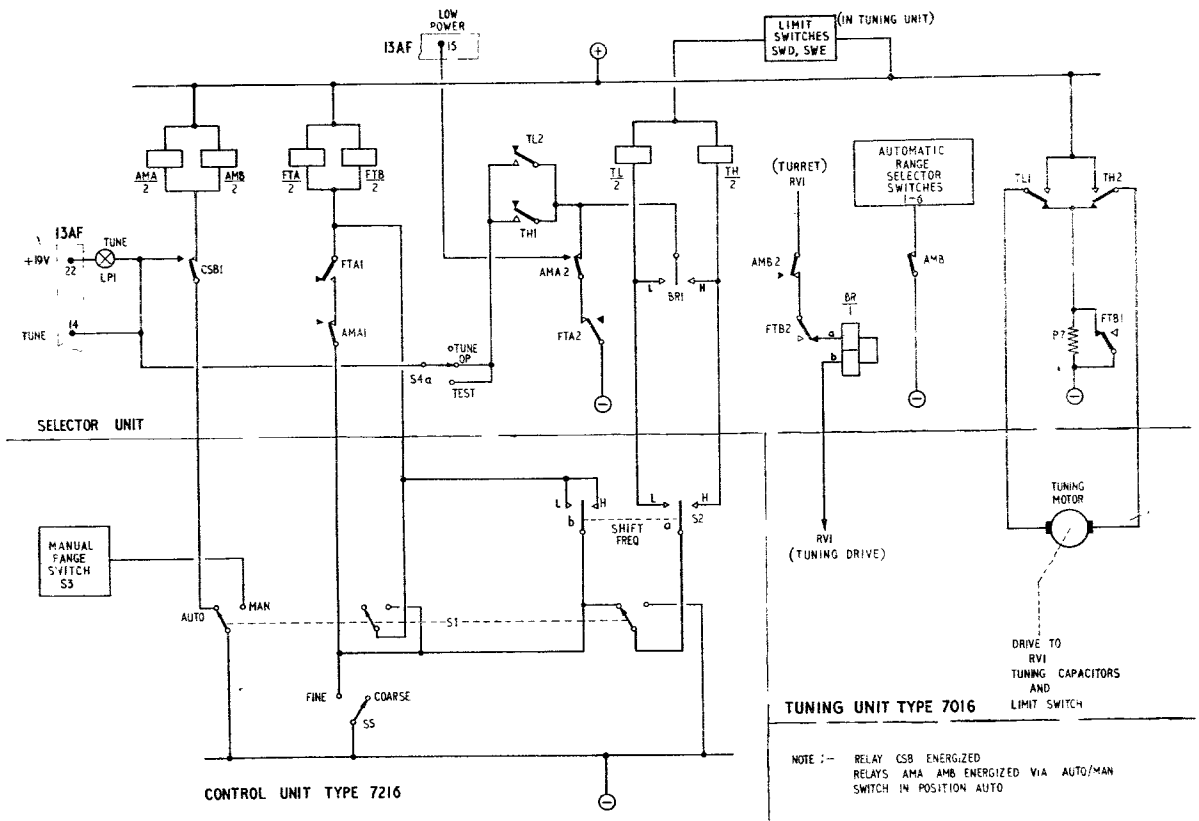 LOW
POWER
13AF
15
LIMIT
SWITCHES
SWD, SWE
(IN TUNING UNIT)
+
AMA
2
AMB
2
FTA
2
FTB
2
TL2
TH1
TL
2
TH
2
(TURRET)
RV1
AUTOMATIC
RANGE
SELECTOR
SWITCHES
1-6
TL1
TH2
13AF
TUNE
+19V
22
LP1
CSB1
FTA1
AMA 2
L
H
BR1
AMB2
AMB
TUNE
14
AMA1
FTA2
FTB2
BR
a
b
FTB1
TUNE
OP
S4a
TEST
SELECTOR UNIT
L
H
b
L
H
a
S2
SHIFT
FREQ
TUNING
MOTOR
RV1
(TUNING DRIVE)
MANUAL
RANGE
SWITCH
S3
AUTO
MAN
S1
DRIVE TO
RV1
TUNING CAPACITORS
AND
LIMIT SWITCH
FINE
COARSE
TUNING UNIT TYPE 7016
NOTE :- RELAY CSB ENERGIZED
RELAYS AMA AMB ENERGIZED VIA AUTO/MAN
SWITCH IN POSITION AUTO
CONTROL UNIT TYPE 7216